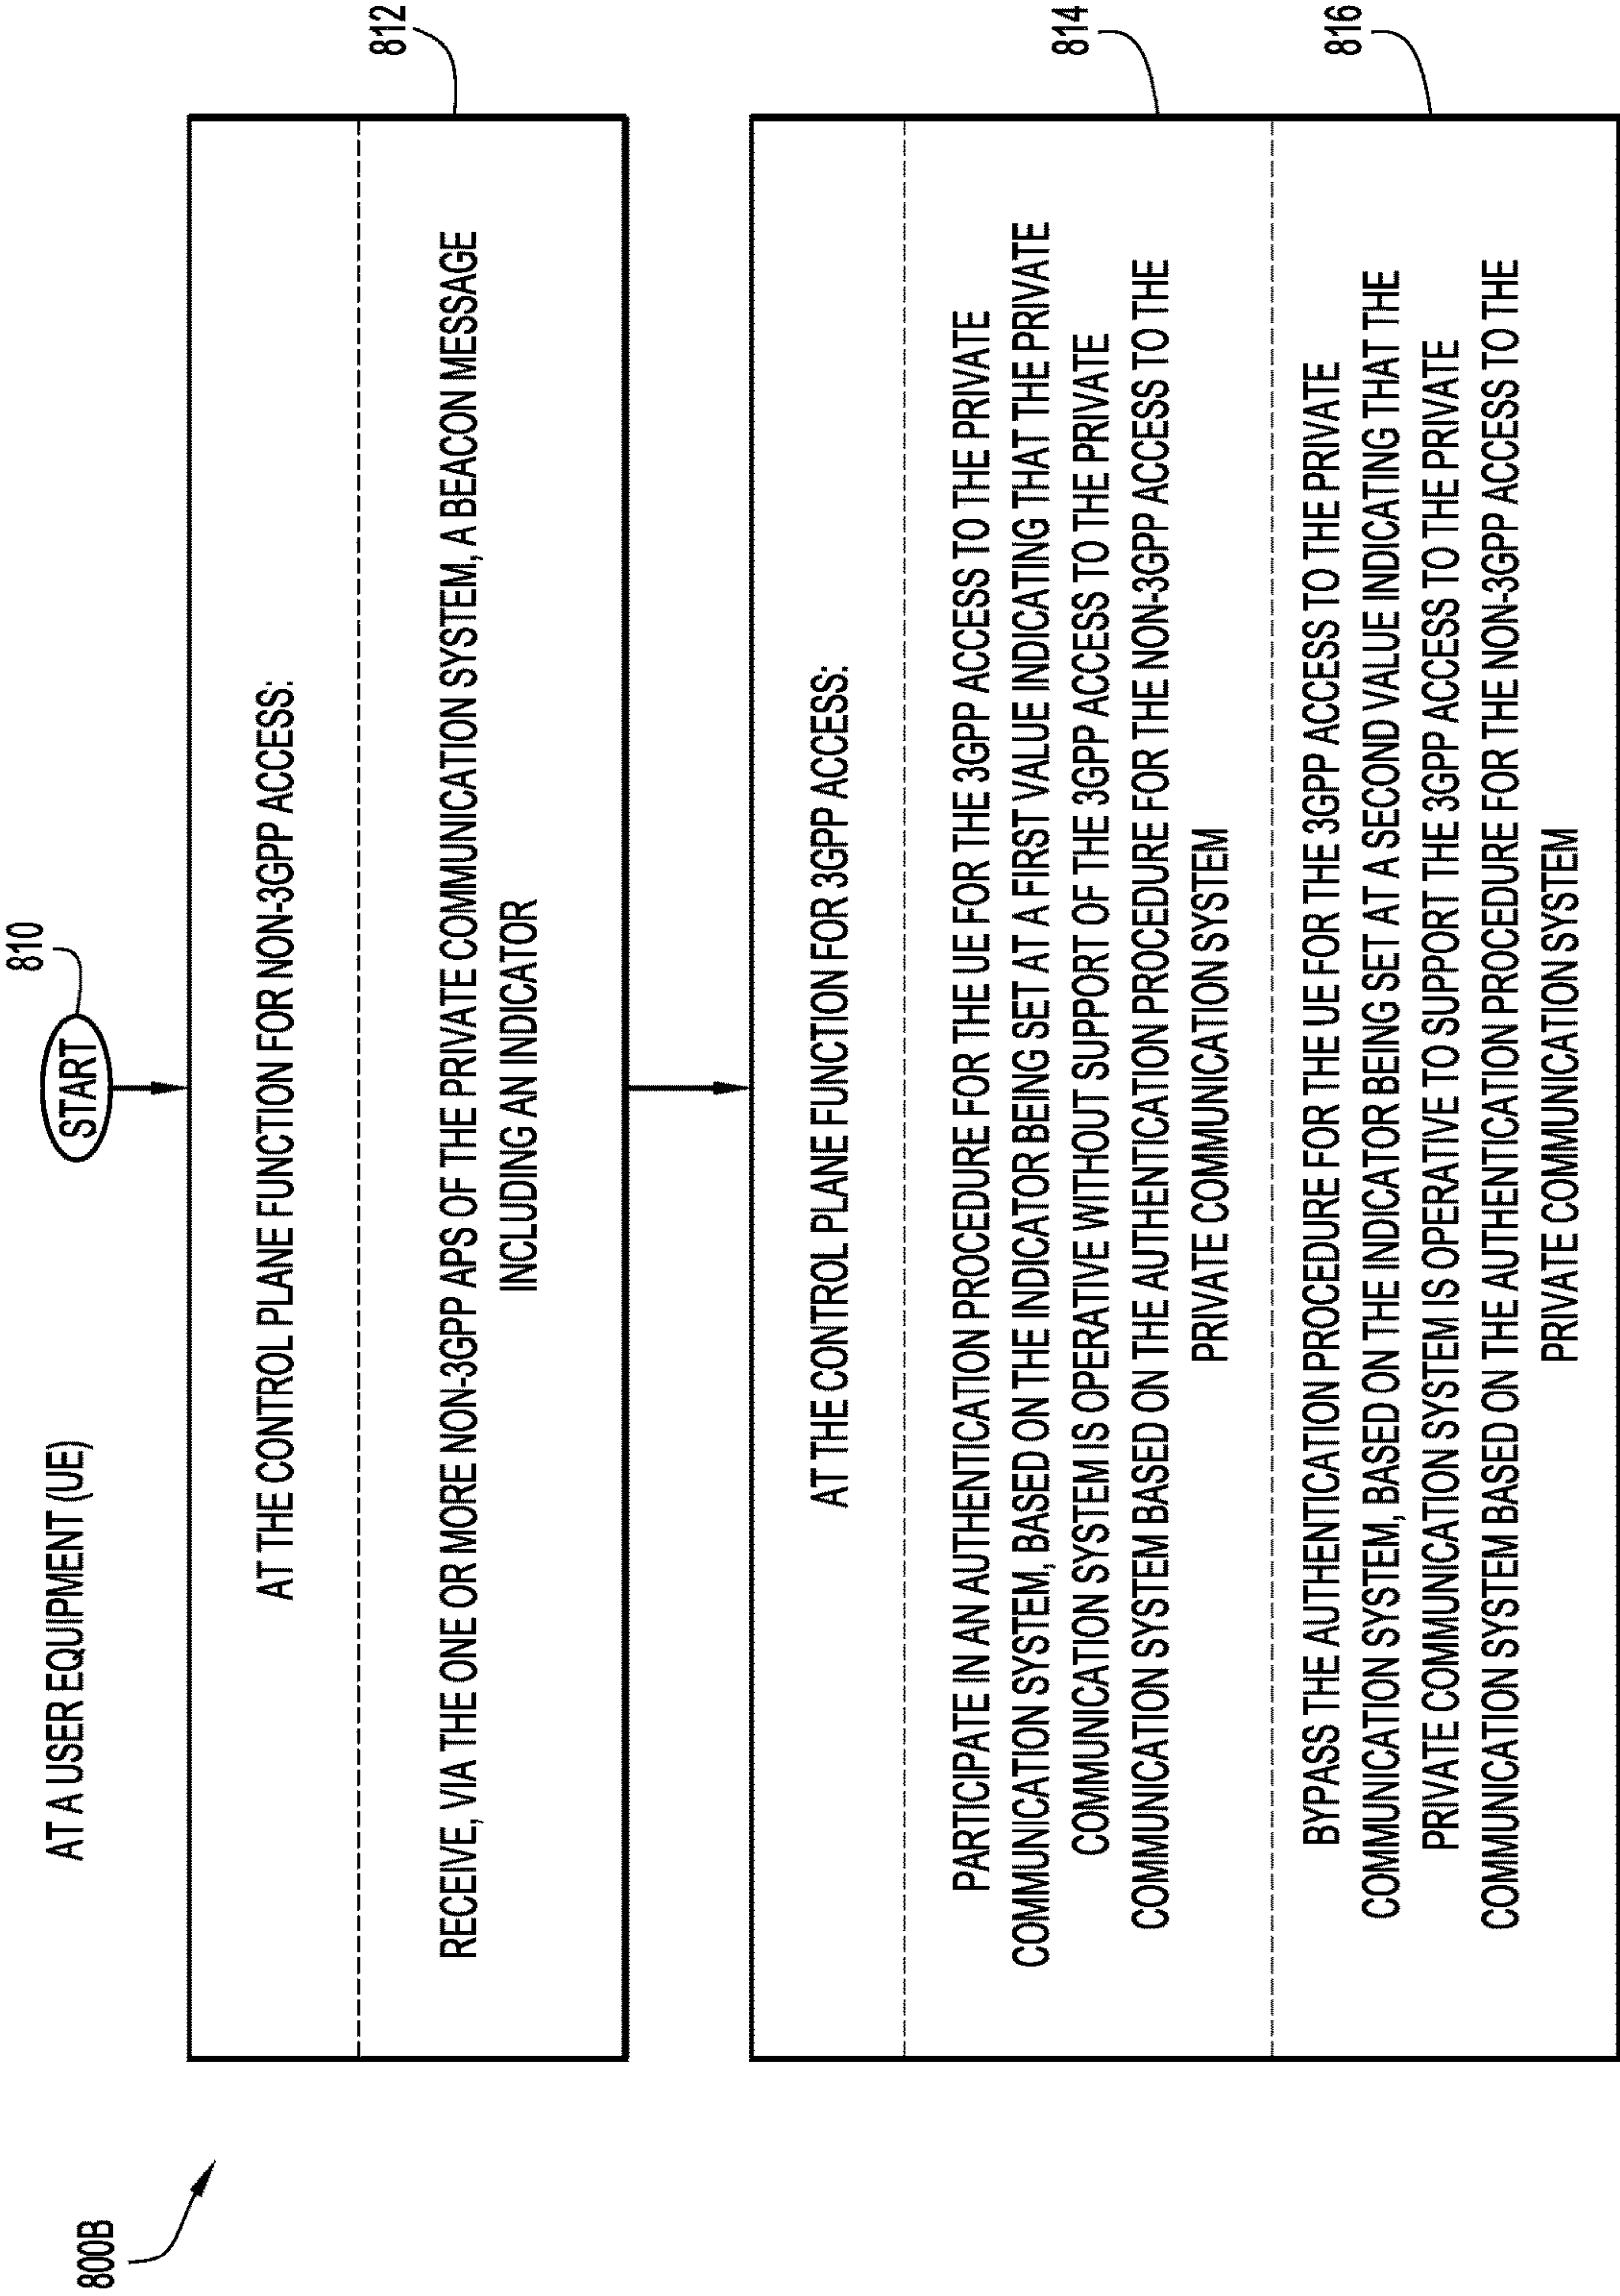 800B
AT A USER EQUIPMENT (UE)
START
810
AT THE CONTROL PLANE FUNCTION FOR NON-3GPP ACCESS:
RECEIVE, VIA THE ONE OR MORE NON-3GPP APS OF THE PRIVATE COMMUNICATION SYSTEM, A BEACON MESSAGE
INCLUDING AN INDICATOR
812
AT THE CONTROL PLANE FUNCTION FOR 3GPP ACCESS:
PARTICIPATE IN AN AUTHENTICATION PROCEDURE FOR THE UE FOR THE 3GPP ACCESS TO THE PRIVATE
COMMUNICATION SYSTEM, BASED ON THE INDICATOR BEING SET AT A FIRST VALUE INDICATING THAT THE PRIVATE
COMMUNICATION SYSTEM IS OPERATIVE WITHOUT SUPPORT OF THE 3GPP ACCESS TO THE PRIVATE
COMMUNICATION SYSTEM BASED ON THE AUTHENTICATION PROCEDURE FOR THE NON-3GPP ACCESS TO THE
PRIVATE COMMUNICATION SYSTEM
814
BYPASS THE AUTHENTICATION PROCEDURE FOR THE UE FOR THE 3GPP ACCESS TO THE PRIVATE
COMMUNICATION SYSTEM, BASED ON THE INDICATOR BEING SET AT A SECOND VALUE INDICATING THAT THE
PRIVATE COMMUNICATION SYSTEM IS OPERATIVE TO SUPPORT THE 3GPP ACCESS TO THE PRIVATE
COMMUNICATION SYSTEM BASED ON THE AUTHENTICATION PROCEDURE FOR THE NON-3GPP ACCESS TO THE
PRIVATE COMMUNICATION SYSTEM
816